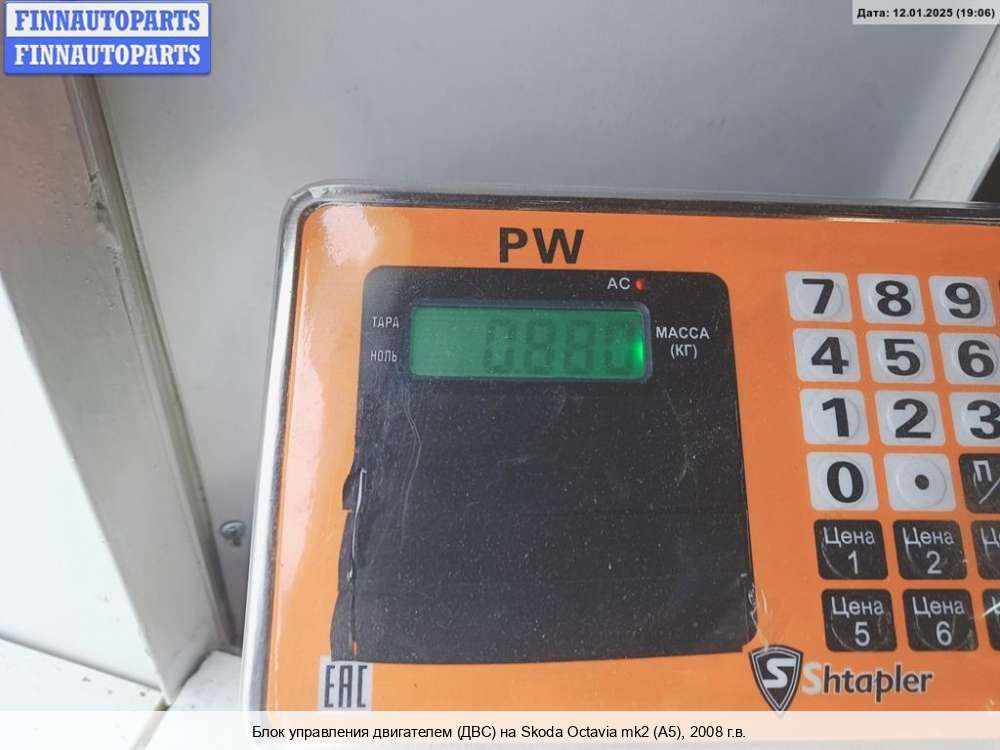 FINNAUTOPARTS
FINNAUTOPARTS
Дата: 12.01.2025 (19:06)
PW
AC
ТАРА
НОЛЬ
0.880
МАССА
(КГ)
7 8 9
4 5 6
1 2 3
0 . П/
Цена 1
Цена 2
Цена 5
Цена 6
EAC
S Shtapler
Блок управления двигателем (ДВС) на Skoda Octavia mk2 (A5), 2008 г.в.